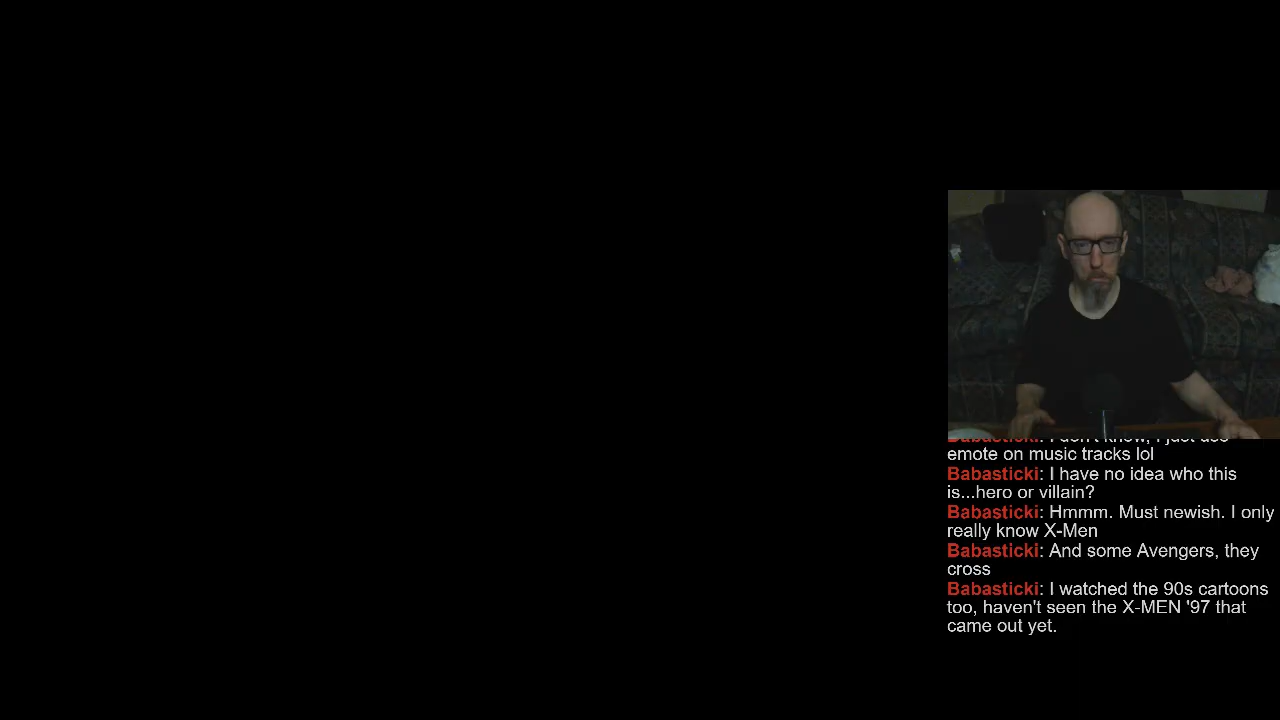 emote on music tracks lol
Babasticki: I have no idea who this
is...hero or villain?
Babasticki: Hmmm. Must newish. I only
really know X-Men
Babasticki: And some Avengers, they
cross
Babasticki: I watched the 90s cartoons
too, haven't seen the X-MEN '97 that
came out yet.